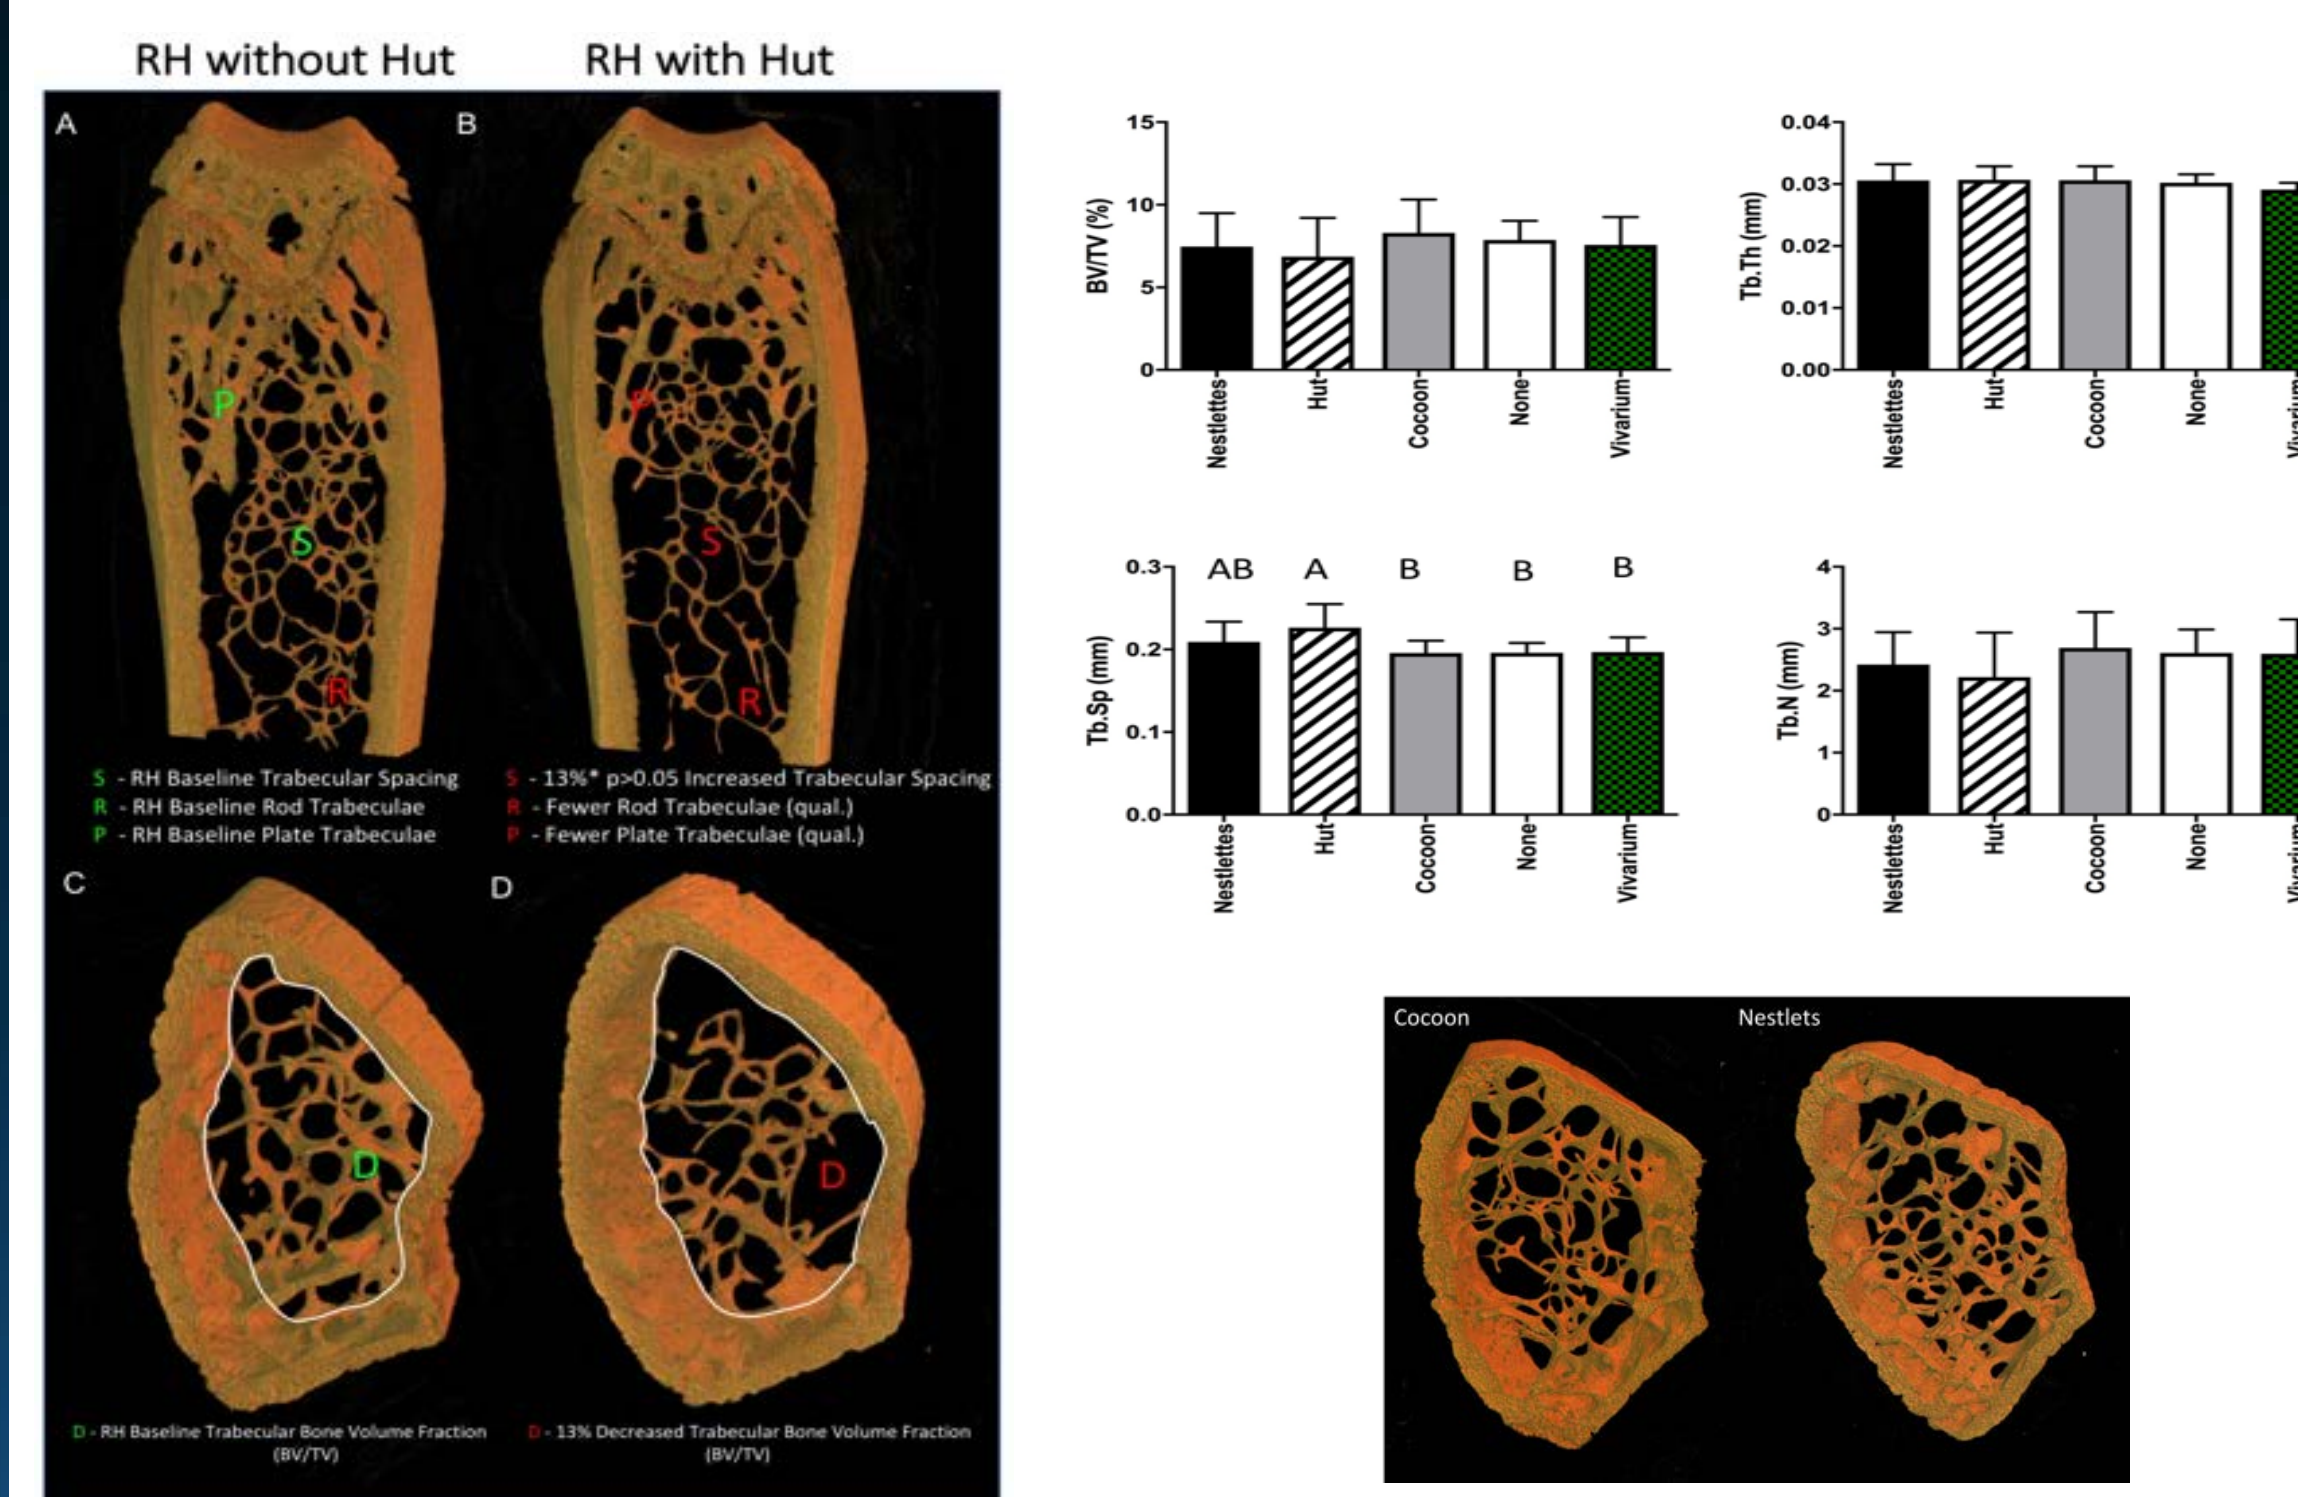 RH without Hut
RH with Hut
A
B
P
P
S
S
R
R
S - RH Baseline Trabecular Spacing
R - RH Baseline Rod Trabeculae
P - RH Baseline Plate Trabeculae
S - 13%* p>0.05 Increased Trabecular Spacing
R - Fewer Rod Trabeculae (qual.)
P - Fewer Plate Trabeculae (qual.)
C
D
D
D
D - RH Baseline Trabecular Bone Volume Fraction
(BV/TV)
D - 13% Decreased Trabecular Bone Volume Fraction
(BV/TV)
BV/TV (%)
15
10
5
0
Nestlettes
Hut
Cocoon
None
Vivarium
Tb.Th (mm)
0.04
0.03
0.02
0.01
0.00
Nestlettes
Hut
Cocoon
None
Vivarium
Tb.Sp (mm)
0.3
0.2
0.1
0.0
AB
A
B
B
B
Nestlettes
Hut
Cocoon
None
Vivarium
Tb.N (mm)
4
3
2
1
0
Nestlettes
Hut
Cocoon
None
Vivarium
Cocoon
Nestlets